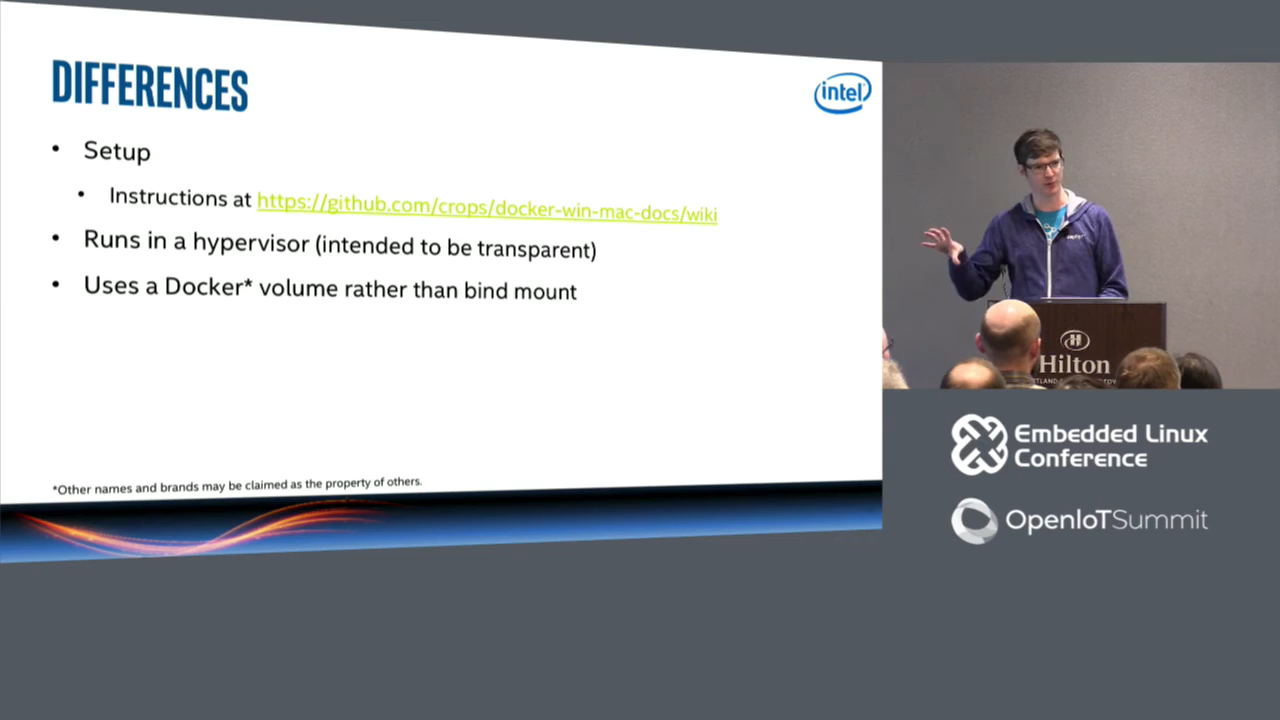 DIFFERENCES
intel
• Setup
• Instructions at https://github.com/crops/docker-win-mac-docs/wiki
• Runs in a hypervisor (intended to be transparent)
• Uses a Docker* volume rather than bind mount
*Other names and brands may be claimed as the property of others.
Hilton
Embedded Linux
Conference
OpenIoTSummit